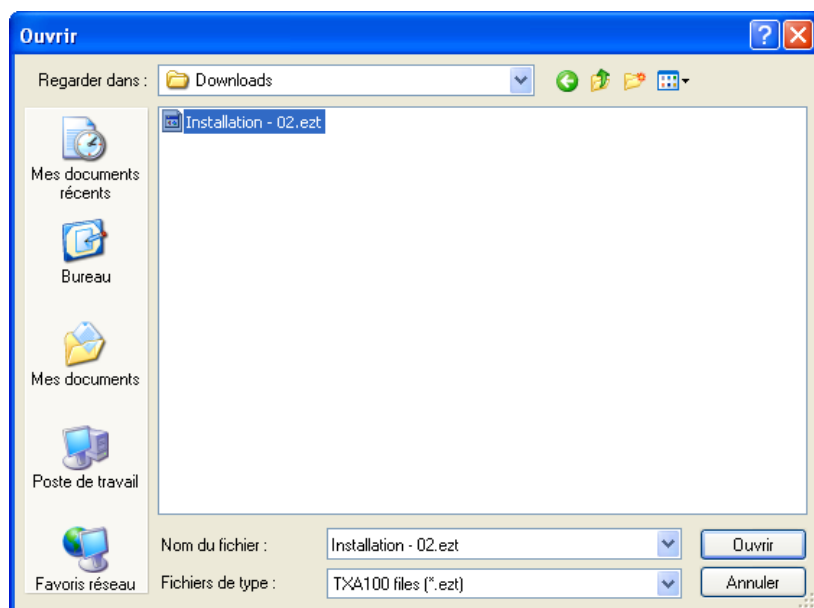 Ouvrir
Regarder dans :
Downloads
Installation - 02.ezt
Mes documents
récents
Bureau
Mes documents
Poste de travail
Favoris réseau
Nom du fichier :
Installation - 02.ezt
Ouvrir
Fichiers de type :
TXA100 files (*.ezt)
Annuler